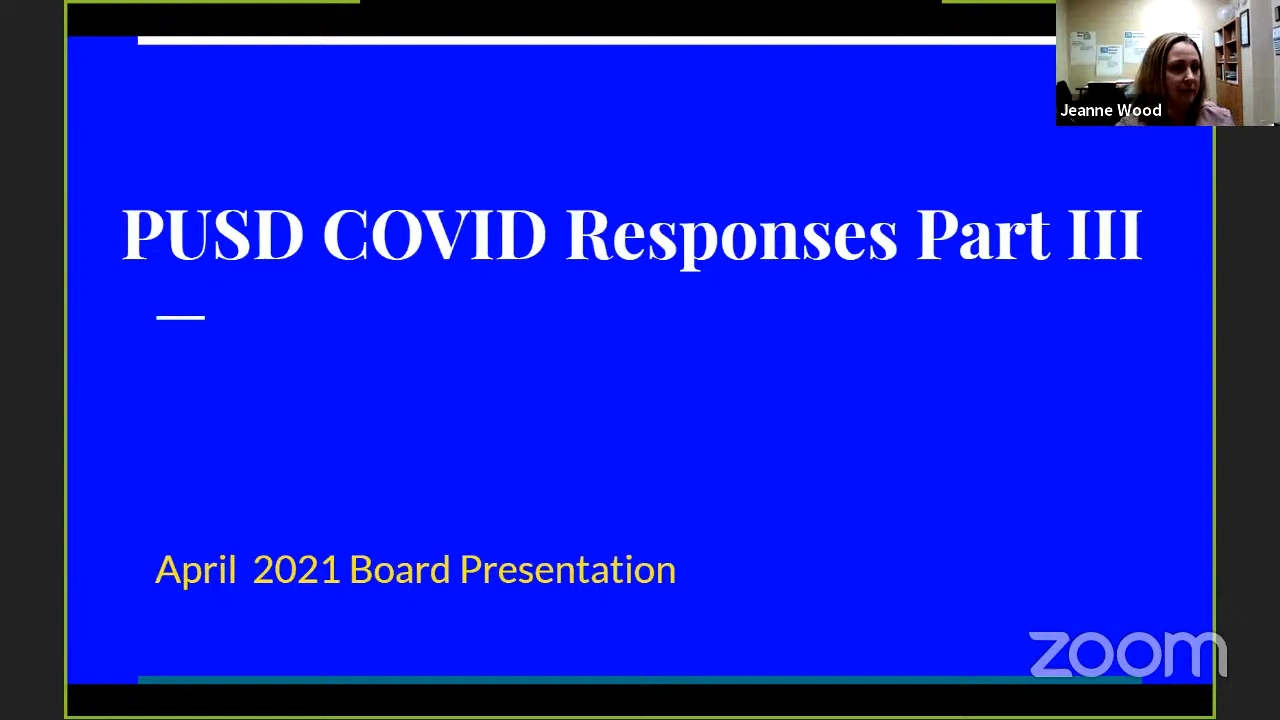 Jeanne Wood
PUSD COVID Responses Part III
April 2021 Board Presentation
zoom